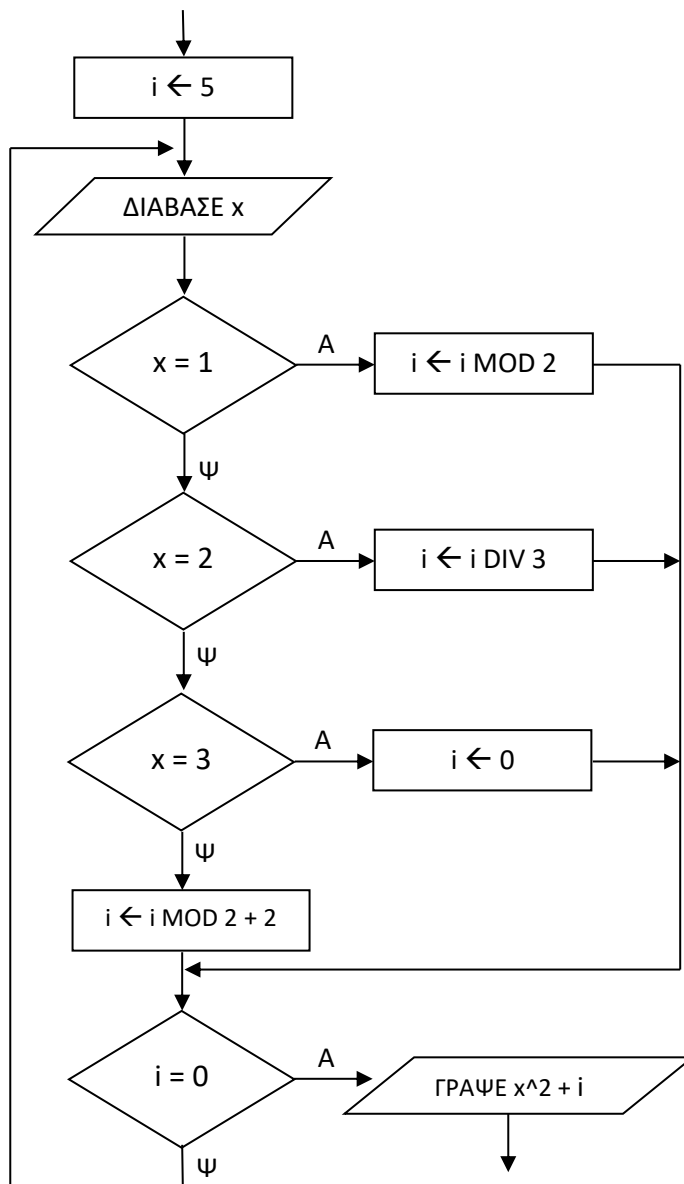 i ← 5
ΔΙΑΒΑΣΕ x
x = 1
Α
i ← i MOD 2
Ψ
x = 2
Α
i ← i DIV 3
Ψ
x = 3
Α
i ← 0
Ψ
i ← i MOD 2 + 2
i = 0
Α
ΓΡΑΨΕ x^2 + i
Ψ